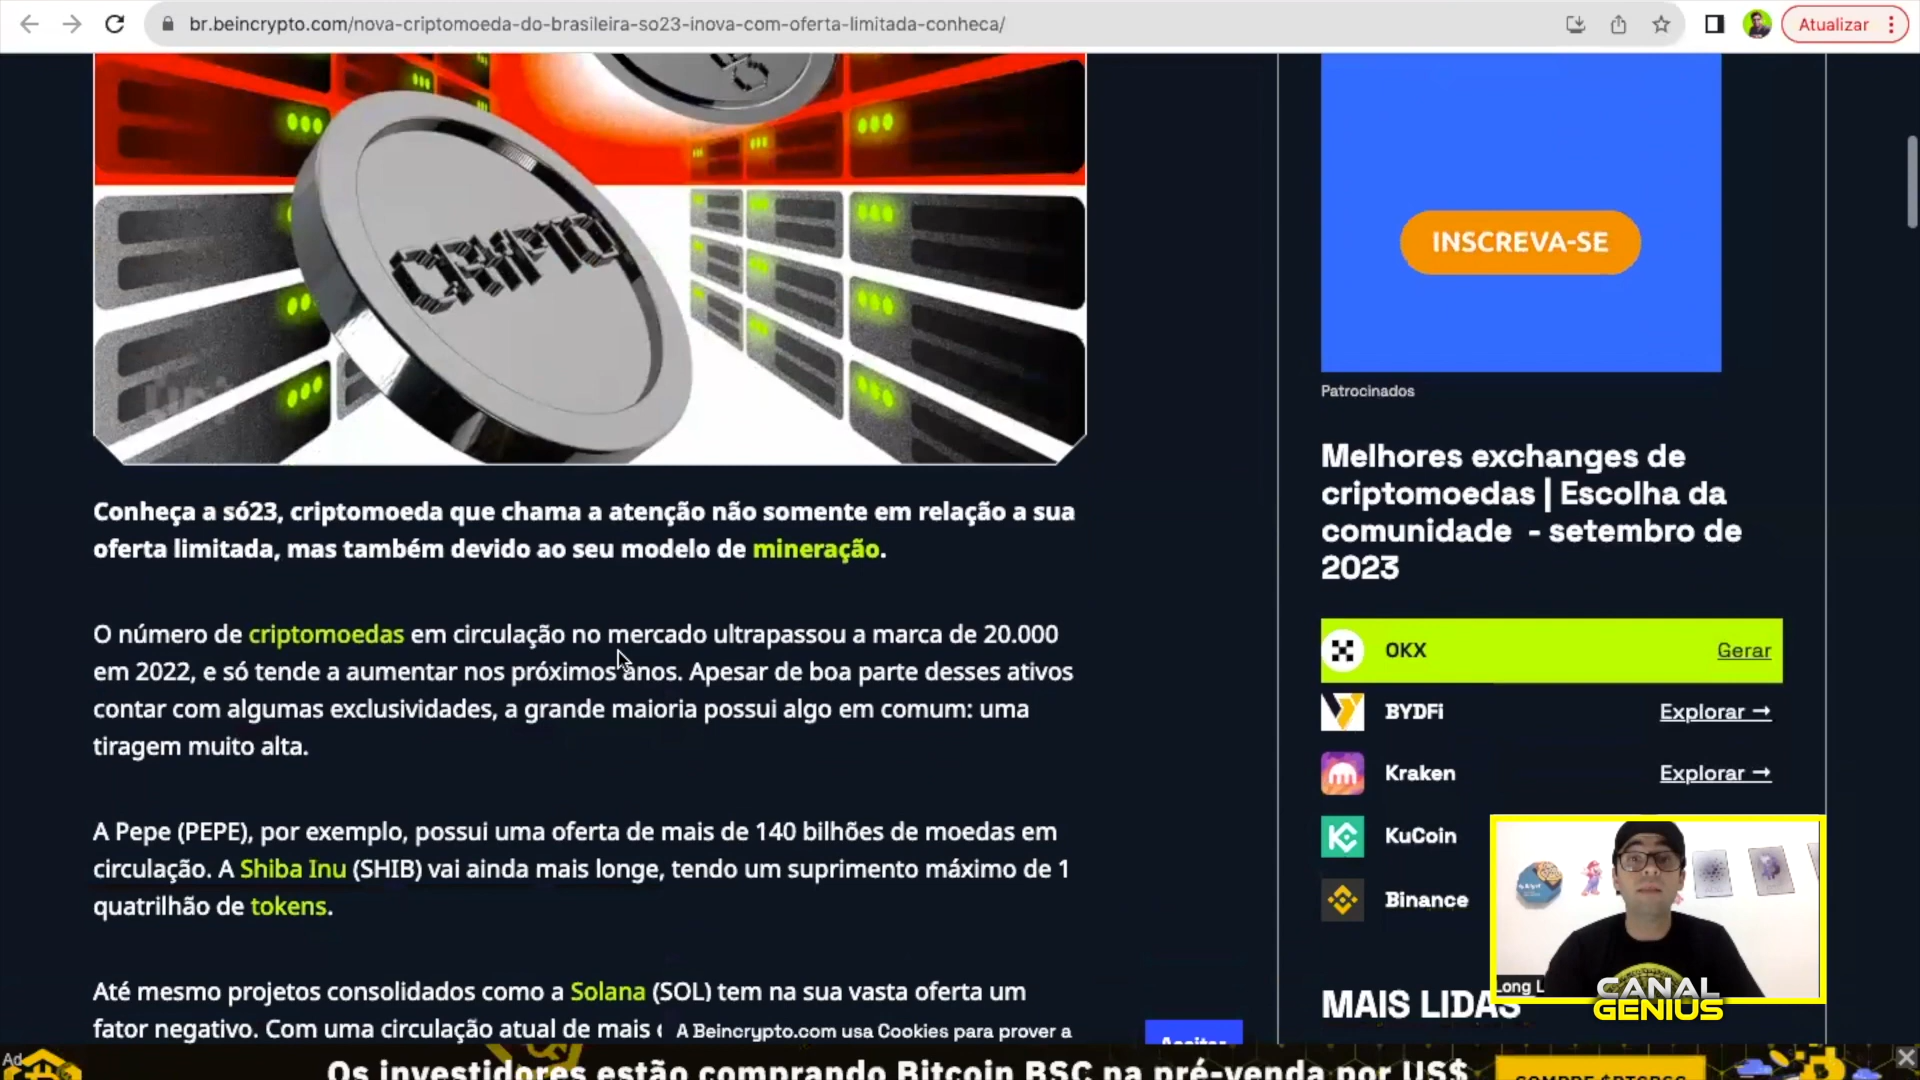 br.beincrypto.com/nova-criptomoeda-do-brasileira-so23-inova-com-oferta-limitada-conheca/
Atualizar
CRYPTO
INSCREVA-SE
Patrocinados
Melhores exchanges de
criptomoedas | Escolha da
comunidade - setembro de
2023
OKX Gerar
BYDFi Explorar →
Kraken Explorar →
KuCoin
Binance
MAIS LIDAS
Conheça a só23, criptomoeda que chama a atenção não somente em relação a sua
oferta limitada, mas também devido ao seu modelo de mineração.
O número de criptomoedas em circulação no mercado ultrapassou a marca de 20.000
em 2022, e só tende a aumentar nos próximos anos. Apesar de boa parte desses ativos
contar com algumas exclusividades, a grande maioria possui algo em comum: uma
tiragem muito alta.
A Pepe (PEPE), por exemplo, possui uma oferta de mais de 140 bilhões de moedas em
circulação. A Shiba Inu (SHIB) vai ainda mais longe, tendo um suprimento máximo de 1
quatrilhão de tokens.
Até mesmo projetos consolidados como a Solana (SOL) tem na sua vasta oferta um
fator negativo. Com uma circulação atual de mais
A Beincrypto.com usa Cookies para prover a
Aceitar
Long L
CANAL
GENIUS
Ad
Os investidores estão comprando Bitcoin BSC na pré-venda por US$
COMPRE $BTCBSC